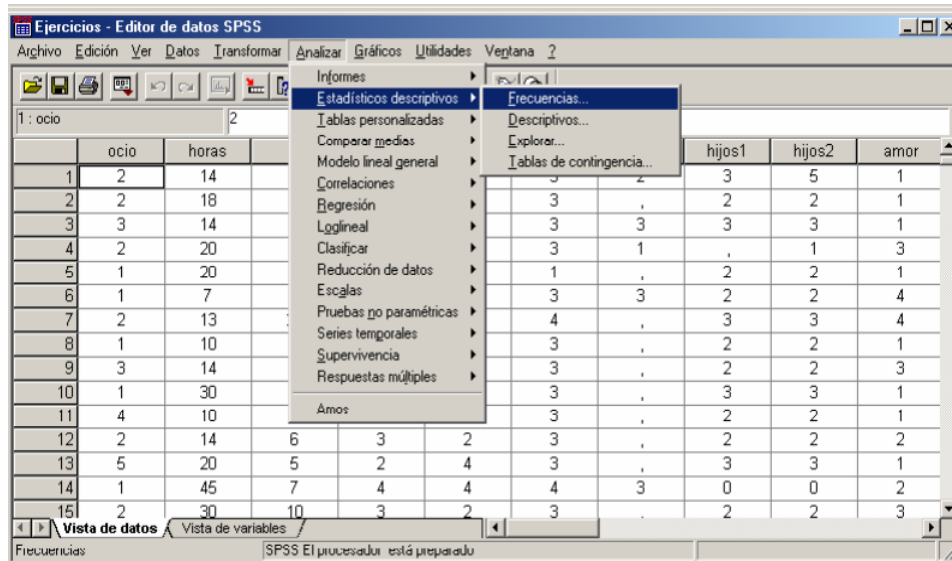 Ejercicios - Editor de datos SPSS
Archivo Edición Ver Datos Transformar Analizar Gráficos Utilidades Ventana ?
1 : ocio 2
Informes
Estadísticos descriptivos
Tablas personalizadas
Comparar medias
Modelo lineal general
Correlaciones
Regresión
Loglineal
Clasificar
Reducción de datos
Escalas
Pruebas no paramétricas
Series temporales
Supervivencia
Respuestas múltiples
Amos
Frecuencias...
Descriptivos...
Explorar...
Tablas de contingencia...
ocio horas hijos1 hijos2 amor
1 2 14 3 2 3 5 1
2 2 18 3 , 2 2 1
3 3 14 3 3 3 3 1
4 2 20 3 1 , 1 3
5 1 20 1 , 2 2 1
6 1 7 3 3 2 2 4
7 2 13 4 , 3 3 4
8 1 10 3 , 2 2 1
9 3 14 3 , 2 2 3
10 1 30 3 , 3 3 1
11 4 10 3 , 2 2 1
12 2 14 6 3 2 3 , 2 2 2
13 5 20 5 2 4 3 , 3 3 1
14 1 45 7 4 4 4 3 0 0 2
15 2 30 10 3 2 3 , 2 2 3
Vista de datos Vista de variables
Frecuencias SPSS El procesador está preparado